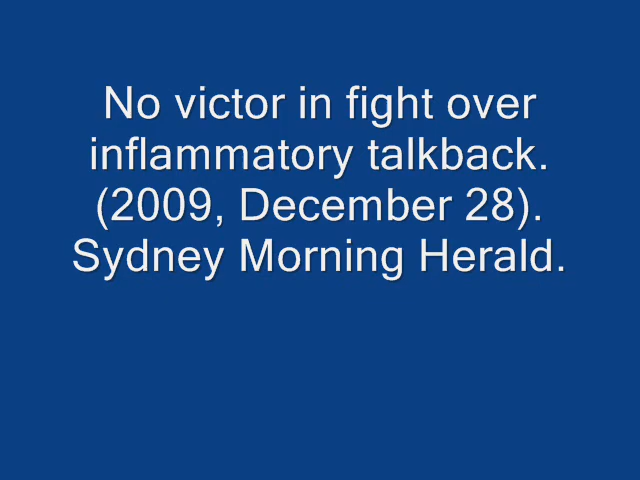 No victor in fight over
inflammatory talkback.
(2009, December 28).
Sydney Morning Herald.